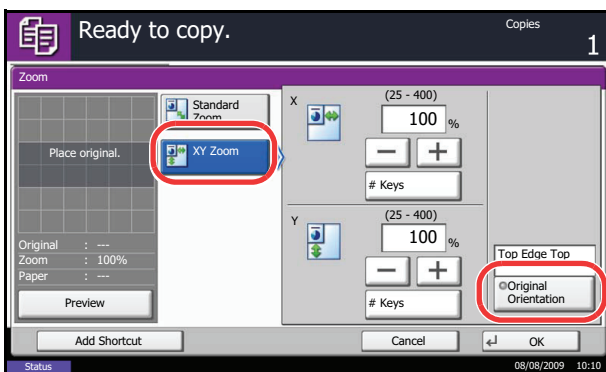 Ready to copy.
Copies
1
Zoom
Place original.
Original : ---
Zoom : 100%
Paper : ---
Preview
Standard
Zoom
XY Zoom
X
(25 - 400)
100 %
# Keys
Y
(25 - 400)
100 %
# Keys
Top Edge Top
Original
Orientation
Add Shortcut
Cancel
OK
Status
08/08/2009 10:10